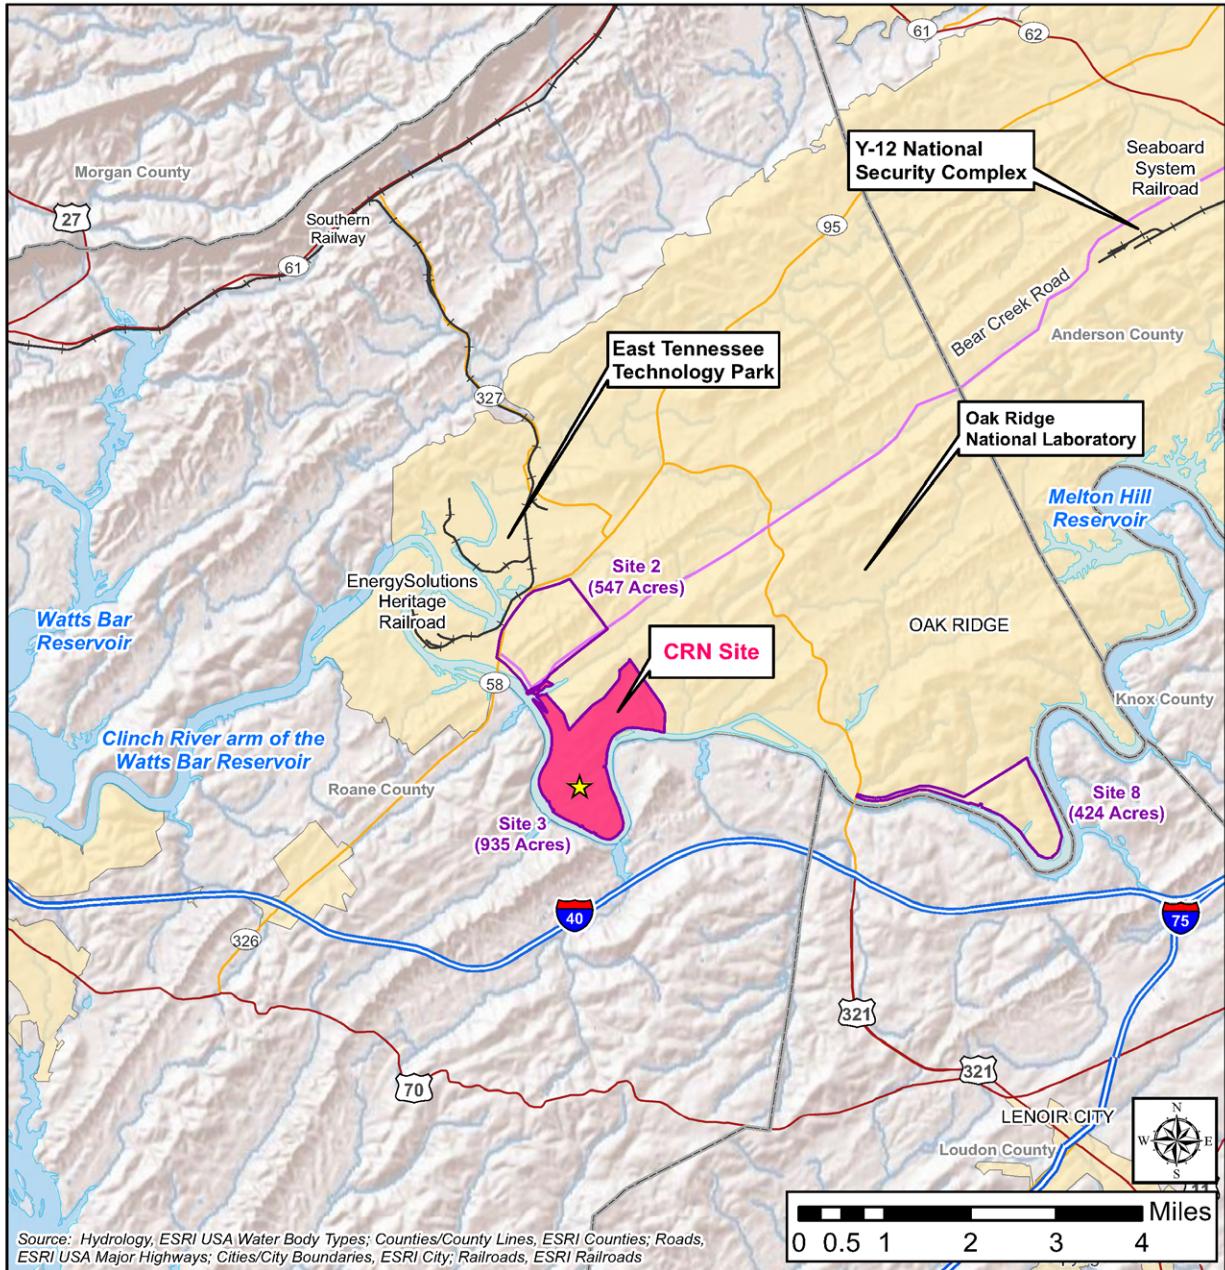 61
62
Y-12 National
Security Complex
Seaboard
System
Railroad
Morgan County
27
Southern
Railway
61
95
Bear Creek Road
Anderson County
East Tennessee
Technology Park
327
Oak Ridge
National Laboratory
Melton Hill
Reservoir
Site 2
(547 Acres)
EnergySolutions
Heritage
Railroad
Watts Bar
Reservoir
OAK RIDGE
CRN Site
58
Knox County
Clinch River arm of the
Watts Bar Reservoir
Roane County
Site 3
(935 Acres)
Site 8
(424 Acres)
40
75
326
321
321
70
LENOIR CITY
Loudon County
N
W
E
S
11
Miles
0 0.5 1 2 3 4
Source: Hydrology, ESRI USA Water Body Types; Counties/County Lines, ESRI Counties; Roads,
ESRI USA Major Highways; Cities/City Boundaries, ESRI City; Railroads, ESRI Railroads